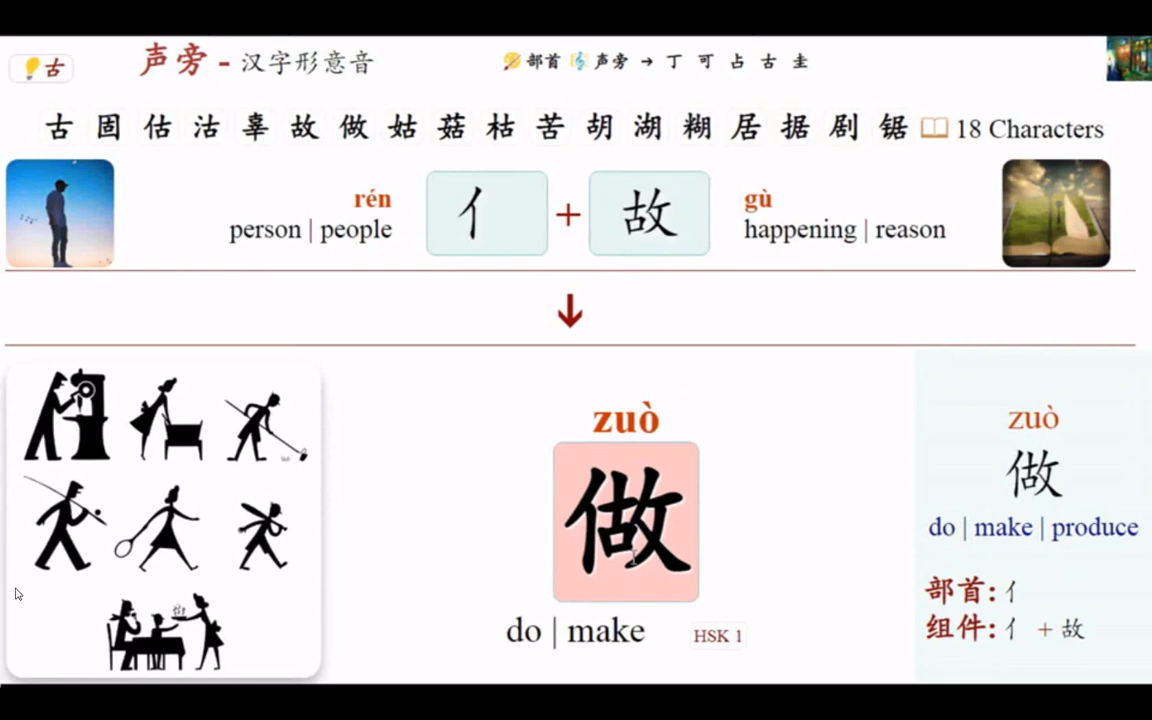 古
声旁 - 汉字形意音
部首 声旁 → 丁 可 占 古 圭
古 固 估 沽 辜 故 做 姑 菇 枯 苦 胡 湖 糊 居 据 剧 锯 18 Characters
rén
person | people
亻 + 故
gù
happening | reason
↓
zuò
做
do | make HSK 1
zuò
做
do | make | produce
部首: 亻
组件: 亻 + 故